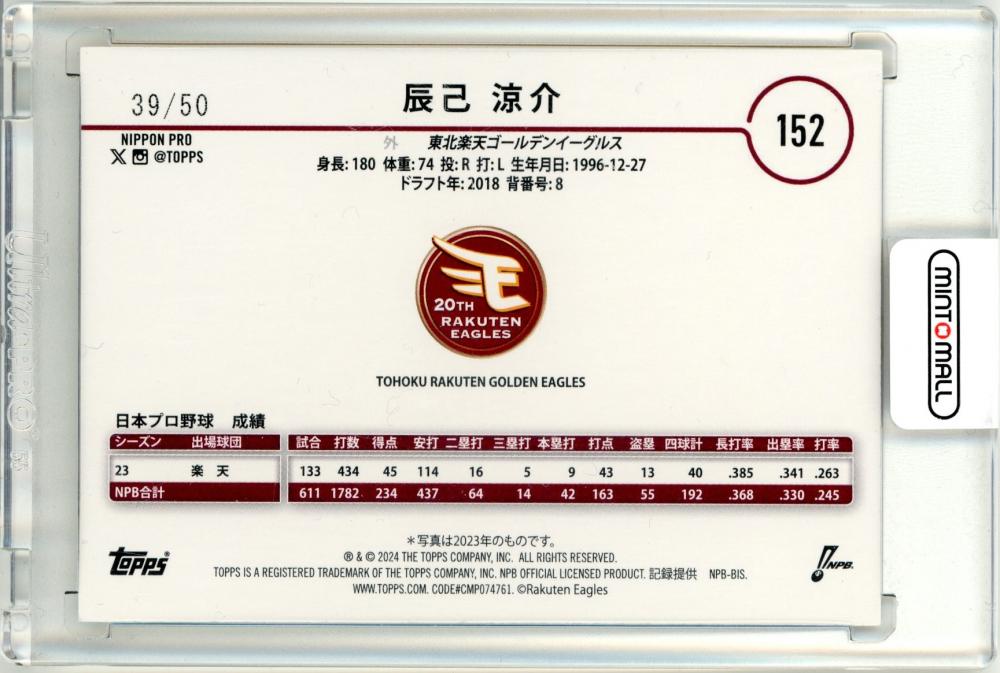 39/50
辰己 涼介
152
NIPPON PRO
@TOPPS
外 東北楽天ゴールデンイーグルス
身長: 180 体重: 74 投: R 打: L 生年月日: 1996-12-27
ドラフト年: 2018 背番号: 8
20TH
RAKUTEN
EAGLES
TOHOKU RAKUTEN GOLDEN EAGLES
MINT MALL
Ultra PRO
日本プロ野球 成績
シーズン 出場球団 試合 打数 得点 安打 二塁打 三塁打 本塁打 打点 盗塁 四球計 長打率 出塁率 打率
23 楽天 133 434 45 114 16 5 9 43 13 40 .385 .341 .263
NPB合計 611 1782 234 437 64 14 42 163 55 192 .368 .330 .245
*写真は2023年のものです。
® & © 2024 THE TOPPS COMPANY, INC. ALL RIGHTS RESERVED.
TOPPS IS A REGISTERED TRADEMARK OF THE TOPPS COMPANY, INC. NPB OFFICIAL LICENSED PRODUCT. 記録提供 NPB-BIS.
WWW.TOPPS.COM. CODE#CMP074761. ©Rakuten Eagles
Topps®
NPB.